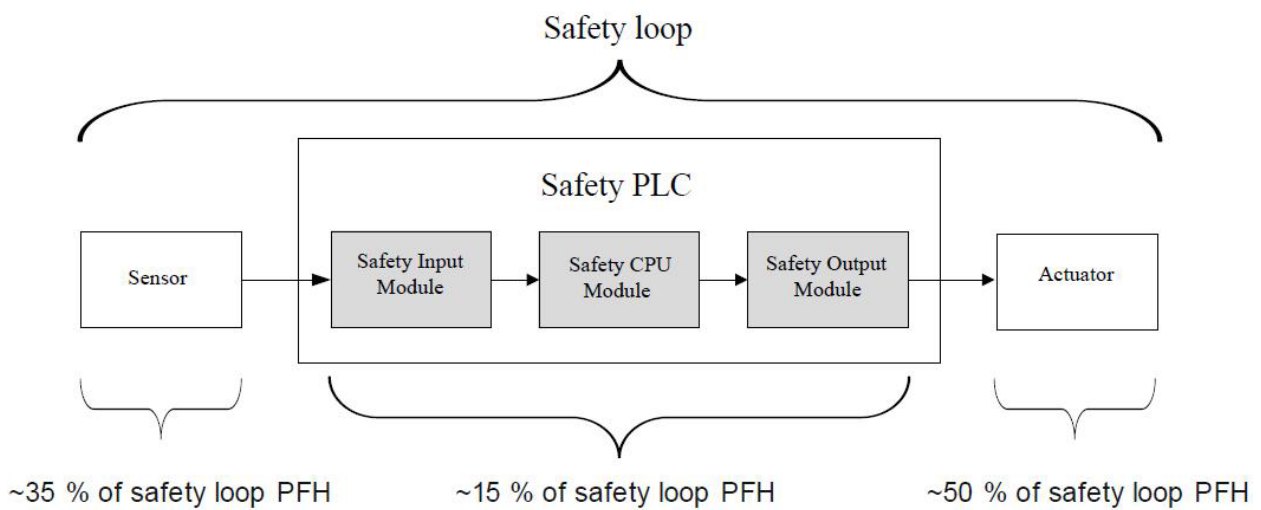 Safety loop
Safety PLC
Sensor
Safety Input
Module
Safety CPU
Module
Safety Output
Module
Actuator
~35 % of safety loop PFH
~15 % of safety loop PFH
~50 % of safety loop PFH